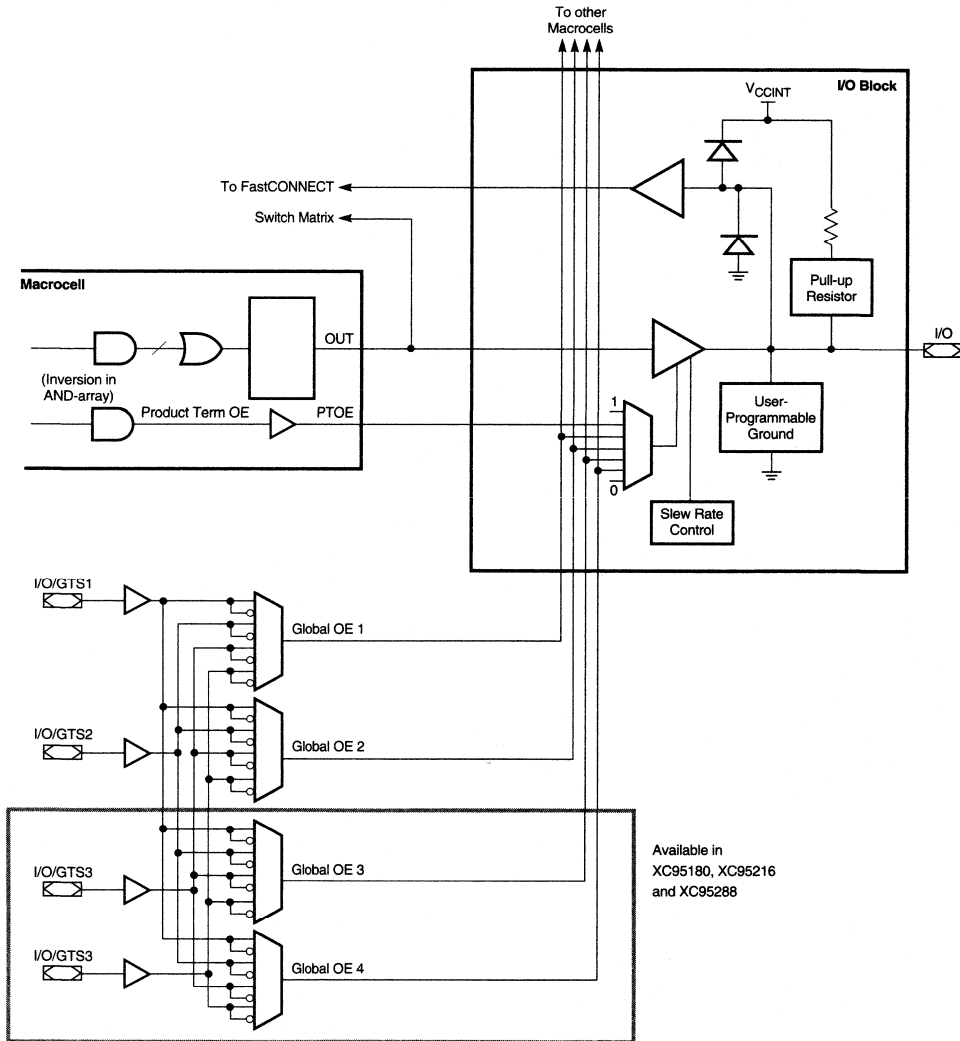 To other
Macrocells
I/O Block
VCCINT
To FastCONNECT
Switch Matrix
Macrocell
Pull-up
Resistor
OUT
I/O
(Inversion in
AND-array)
Product Term OE
PTOE
1
User-
Programmable
Ground
0
Slew Rate
Control
I/O/GTS1
Global OE 1
I/O/GTS2
Global OE 2
I/O/GTS3
Global OE 3
Available in
XC95180, XC95216
and XC95288
I/O/GTS3
Global OE 4